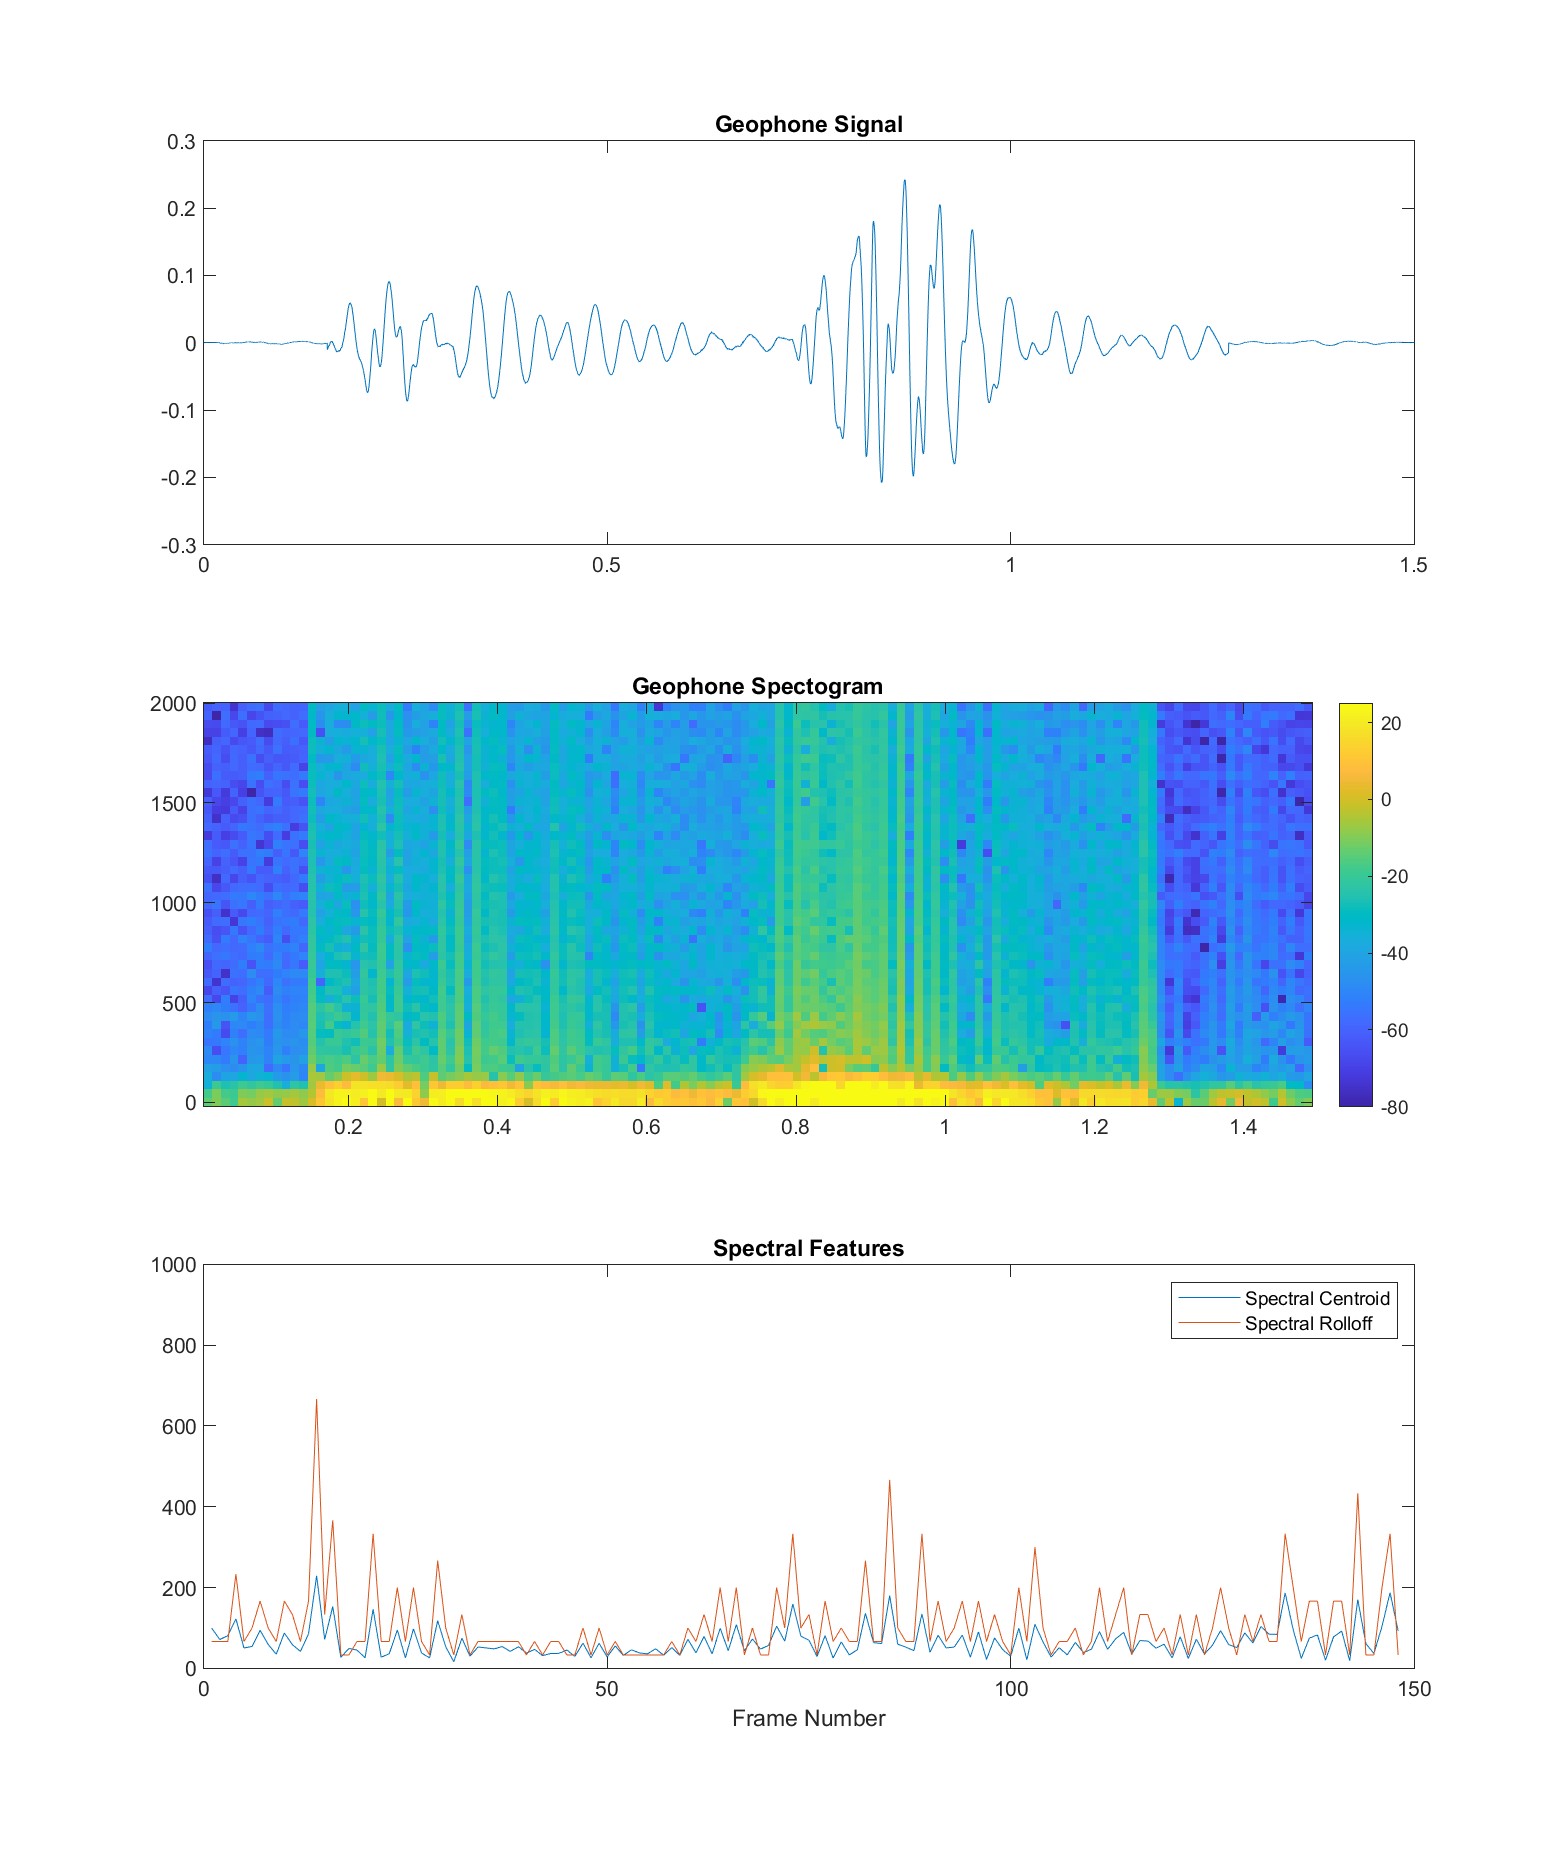 Geophone Signal
0.3
0.2
0.1
0
-0.1
-0.2
-0.3
0 0.5 1 1.5
Geophone Spectogram
2000
1500
1000
500
0
20
0
-20
-40
-60
-80
0.2 0.4 0.6 0.8 1 1.2 1.4
Spectral Features
1000
800
600
400
200
0
Spectral Centroid
Spectral Rolloff
0 50 100 150
Frame Number